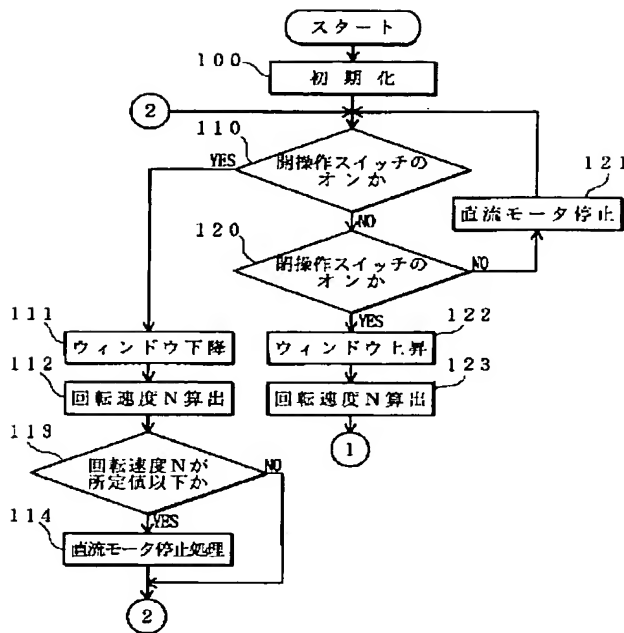 スタート
100
初期化
2
110
開操作スイッチの
オンか
YES
NO
121
直流モータ停止
120
閉操作スイッチの
オンか
NO
YES
111
ウィンドウ下降
122
ウィンドウ上昇
112
回転速度N算出
123
回転速度N算出
1
113
回転速度Nが
所定値以下か
NO
YES
114
直流モータ停止処理
2